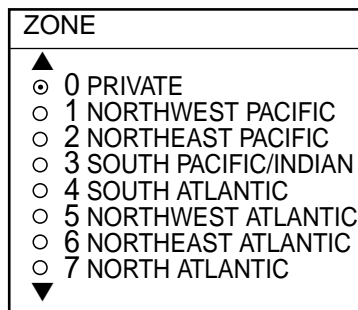 ZONE
0 PRIVATE
1 NORTHWEST PACIFIC
2 NORTHEAST PACIFIC
3 SOUTH PACIFIC/INDIAN
4 SOUTH ATLANTIC
5 NORTHWEST ATLANTIC
6 NORTHEAST ATLANTIC
7 NORTH ATLANTIC